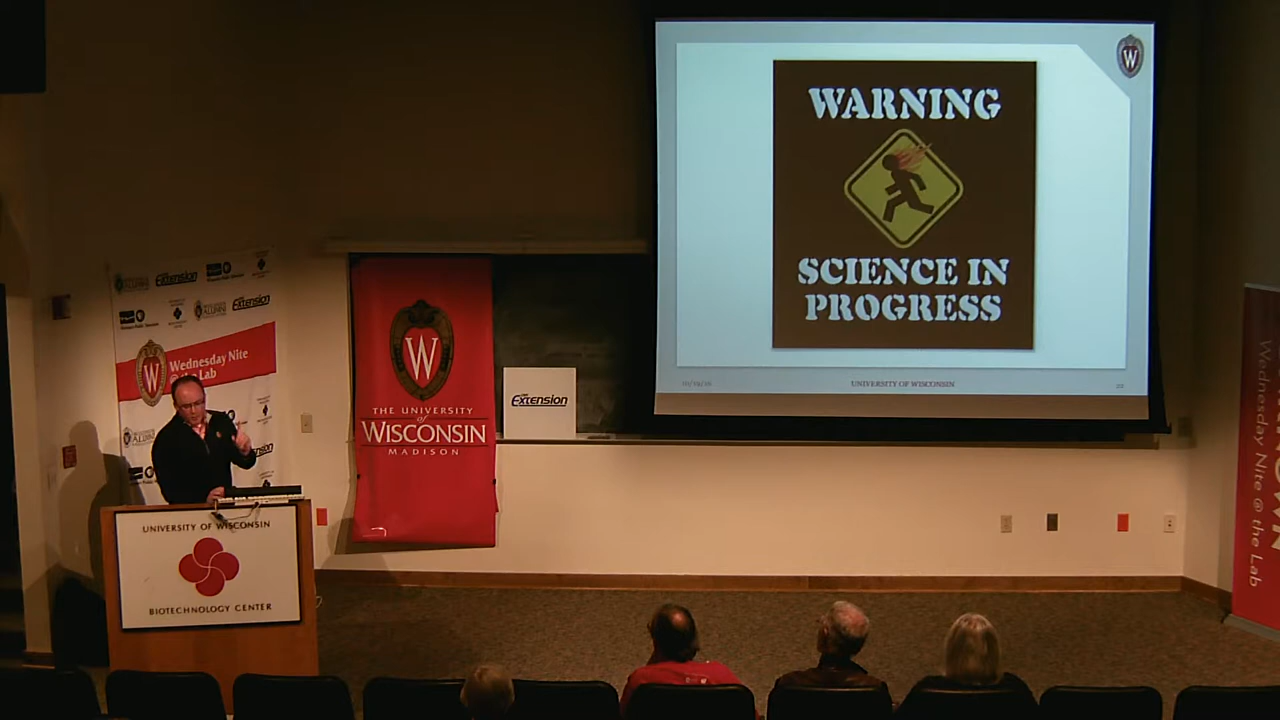 WARNING
SCIENCE IN
PROGRESS
UNIVERSITY OF WISCONSIN
W
Extension
Extension
Wednesday Nite
@ the Lab
W
W
THE UNIVERSITY
of
WISCONSIN
MADISON
Extension
UNIVERSITY OF WISCONSIN
BIOTECHNOLOGY CENTER
Wednesday Nite @ the Lab